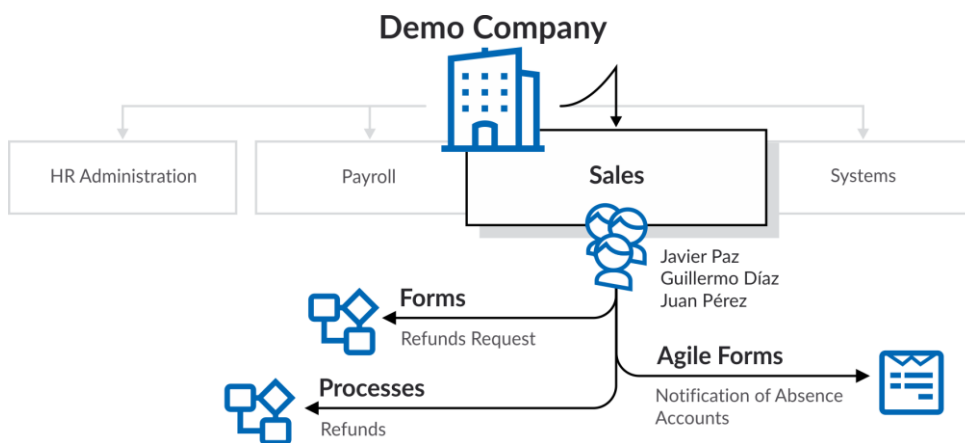 Demo Company
HR Administration
Payroll
Sales
Systems
Javier Paz
Guillermo Díaz
Juan Pérez
Forms
Refunds Request
Agile Forms
Notification of Absence
Accounts
Processes
Refunds